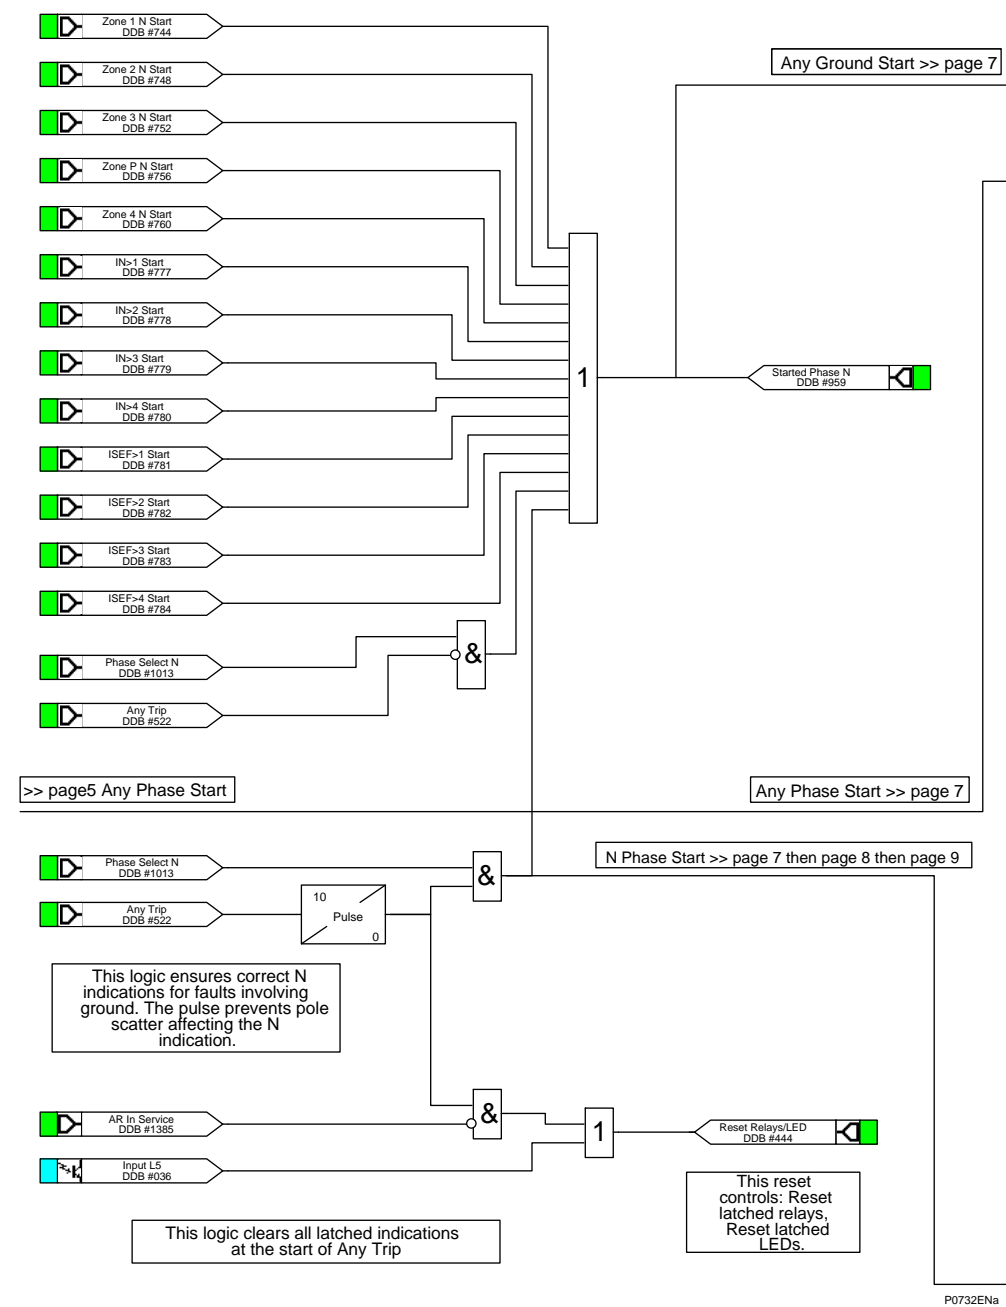 Zone 1 N Start
DDB #744
Any Ground Start >> page 7
Zone 2 N Start
DDB #748
Zone 3 N Start
DDB #752
Zone P N Start
DDB #756
Zone 4 N Start
DDB #760
IN>1 Start
DDB #777
IN>2 Start
DDB #778
IN>3 Start
DDB #779
1
Started Phase N
DDB #959
IN>4 Start
DDB #780
ISEF>1 Start
DDB #781
ISEF>2 Start
DDB #782
ISEF>3 Start
DDB #783
ISEF>4 Start
DDB #784
&
Phase Select N
DDB #1013
Any Trip
DDB #522
>> page5 Any Phase Start
Any Phase Start >> page 7
Phase Select N
DDB #1013
&
N Phase Start >> page 7 then page 8 then page 9
Any Trip
DDB #522
10
Pulse
0
This logic ensures correct N
indications for faults involving
ground. The pulse prevents pole
scatter affecting the N
indication.
AR In Service
DDB #1385
&
1
Reset Relays/LED
DDB #444
Input L5
DDB #036
This reset
controls: Reset
latched relays,
Reset latched
LEDs.
This logic clears all latched indications
at the start of Any Trip
P0732ENa